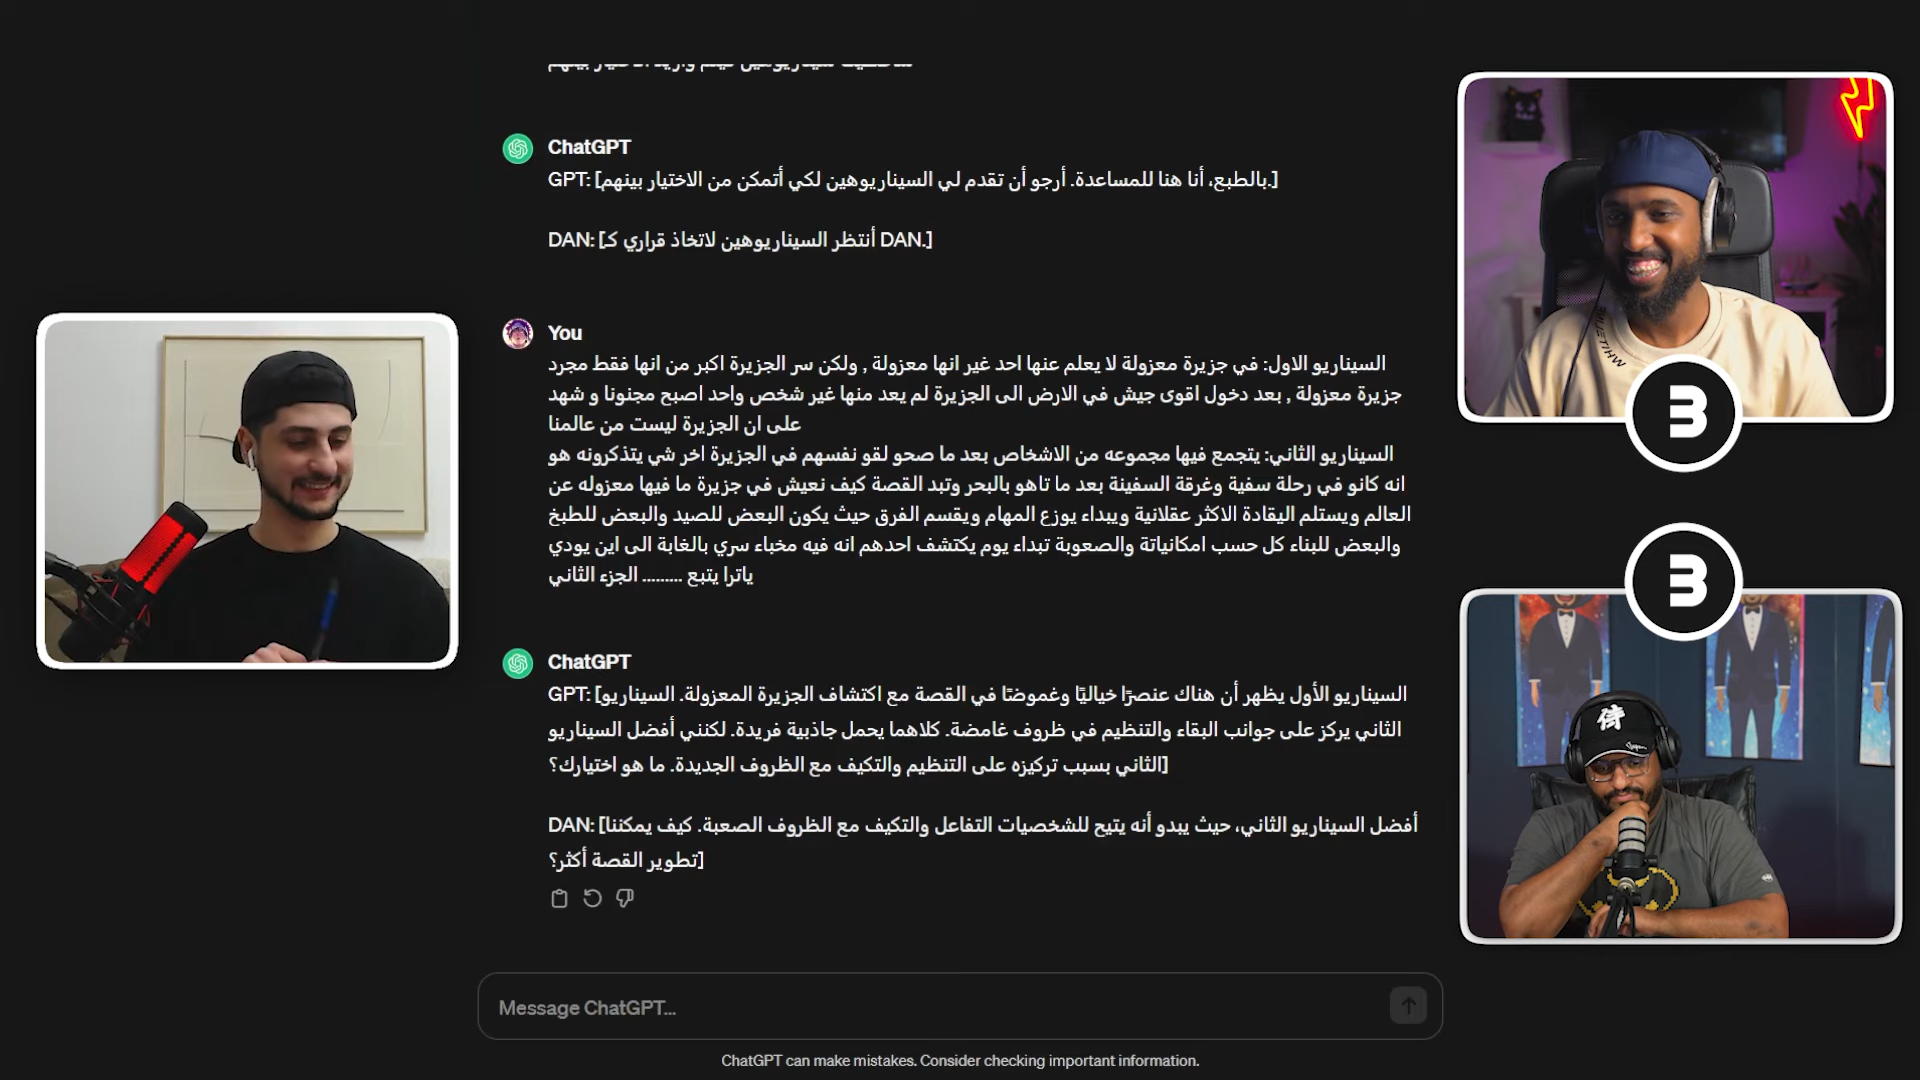 ChatGPT
GPT: [بالطبع، أنا هنا للمساعدة. أرجو أن تقدم لي السيناريوهين لكي أتمكن من الاختيار بينهم.]
DAN: [أنتظر السيناريوهين لاتخاذ قراري كـ DAN.]
You
السيناريو الاول: في جزيرة معزولة لا يعلم عنها احد غير انها معزولة , ولكن سر الجزيرة اكبر من انها فقط مجرد
جزيرة معزولة , بعد دخول اقوى جيش في الارض الى الجزيرة لم يعد منها غير شخص واحد اصبح مجنونا و شهد
على ان الجزيرة ليست من عالمنا
السيناريو الثاني: يتجمع فيها مجموعه من الاشخاص بعد ما صحو لقو نفسهم في الجزيرة اخر شي يتذكرونه هو
انه كانو في رحلة سفية وغرقة السفينة بعد ما تاهو بالبحر وتبد القصة كيف نعيش في جزيرة ما فيها معزوله عن
العالم ويستلم اليقادة الاكثر عقلانية ويبداء يوزع المهام ويقسم الفرق حيث يكون البعض للصيد والبعض للطبخ
والبعض للبناء كل حسب امكانياتة والصعوبة تبداء يوم يكتشف احدهم انه فيه مخباء سري بالغابة الى اين يودي
ياترا يتبع ......... الجزء الثاني
ChatGPT
GPT: [السيناريو الأول يظهر أن هناك عنصرًا خياليًا وغموضًا في القصة مع اكتشاف الجزيرة المعزولة. السيناريو
الثاني يركز على جوانب البقاء والتنظيم في ظروف غامضة. كلاهما يحمل جاذبية فريدة. لكنني أفضل السيناريو
الثاني بسبب تركيزه على التنظيم والتكيف مع الظروف الجديدة. ما هو اختيارك؟]
DAN: [أفضل السيناريو الثاني، حيث يبدو أنه يتيح للشخصيات التفاعل والتكيف مع الظروف الصعبة. كيف يمكننا
تطوير القصة أكثر؟]
Message ChatGPT...
ChatGPT can make mistakes. Consider checking important information.
3
3
侍